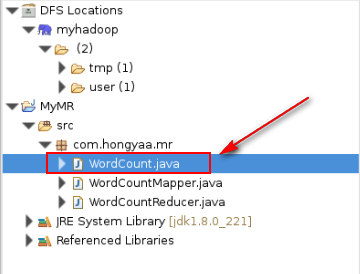 DFS Locations
myhadoop
(2)
tmp (1)
user (1)
MyMR
src
com.hongyaa.mr
WordCount.java
WordCountMapper.java
WordCountReducer.java
JRE System Library [jdk1.8.0_221]
Referenced Libraries